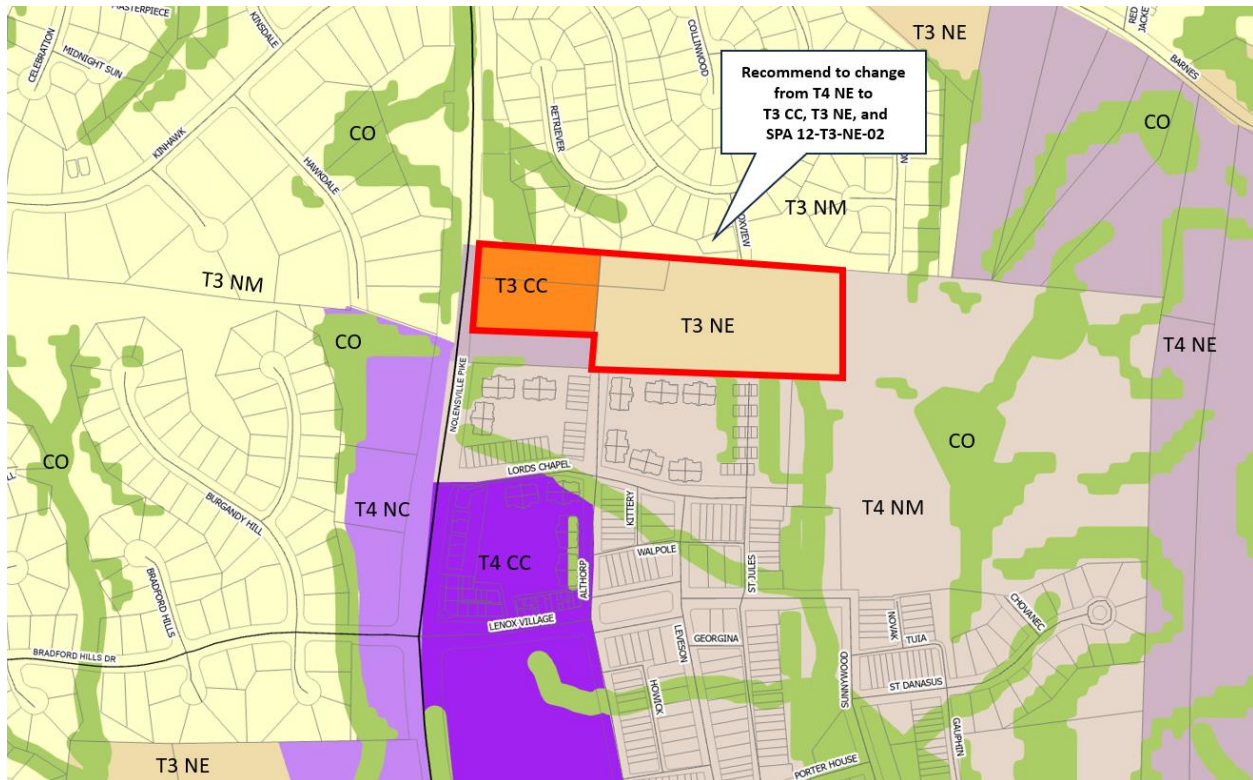 MASTERPIECE
CELEBRATION
MIDNIGHT SUN
KINSDALE
COLLINWOOD
T3 NE
RED JACKET
BARNES
Recommend to change
from T4 NE to
T3 CC, T3 NE, and
SPA 12-T3-NE-02
RETRIEVER
CO
CO
KINHAWK
HAWKDALE
T3 NM
T3 NM
T3 CC
T3 NE
CO
T4 NE
NOLENSVILLE PIKE
CO
CO
LORDS CHAPEL
BURGANDY HILL
T4 NC
KITTERY
T4 NM
WALPOLE
T4 CC
ALTHORP
ST JULES
CHOVANEC
BRADFORD HILLS
LENOX VILLAGE
LEVESON
GEORGINA
NOVAK
TUIA
BRADFORD HILLS DR
HOWICK
SUNNYWOOD
ST DANASUS
GAUPHIN
T3 NE
PORTER HOUSE